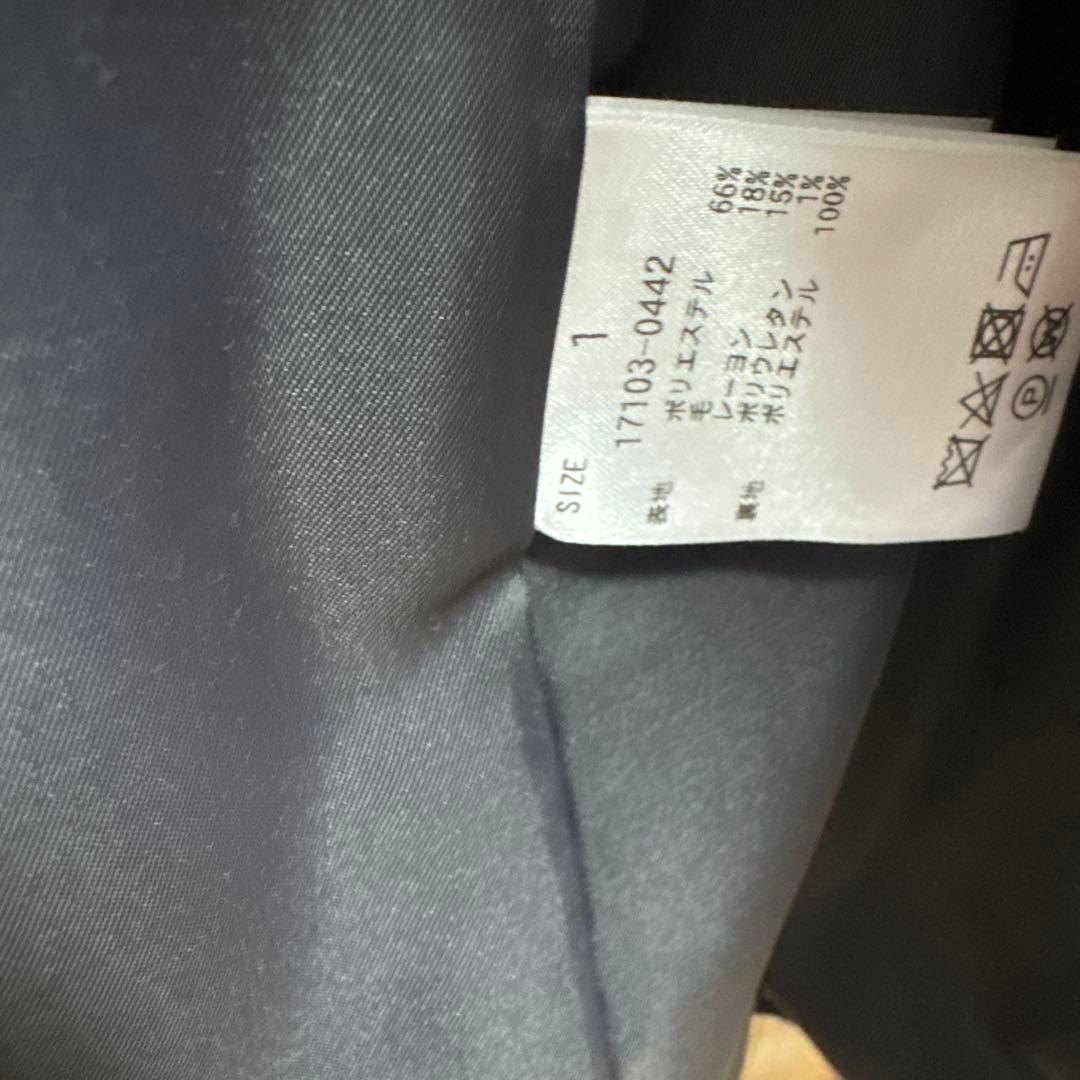 SIZE 1
17103-0442
表地 ポリエステル 66%
毛 18%
レーヨン 15%
ポリウレタン 1%
裏地 ポリエステル 100%
P
W